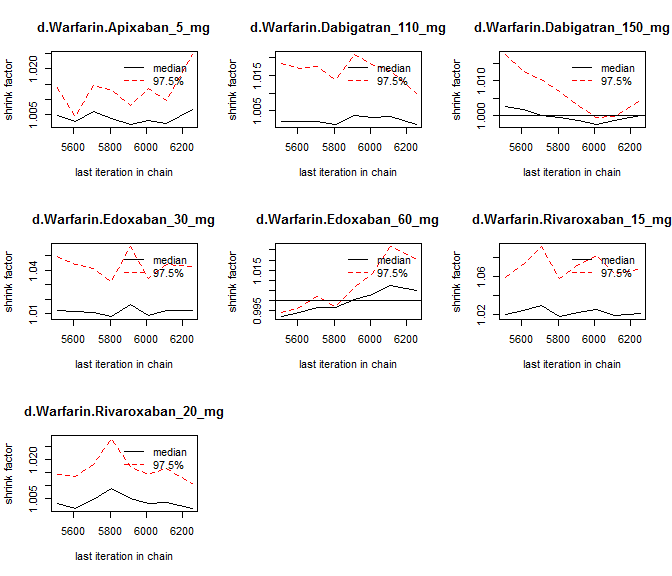 d.Warfarin.Apixaban_5_mg
shrink factor
1.005
1.020
median
97.5%
5600
5800
6000
6200
last iteration in chain
d.Warfarin.Dabigatran_110_mg
shrink factor
1.005
1.015
median
97.5%
5600
5800
6000
6200
last iteration in chain
d.Warfarin.Dabigatran_150_mg
shrink factor
1.000
1.010
median
97.5%
5600
5800
6000
6200
last iteration in chain
d.Warfarin.Edoxaban_30_mg
shrink factor
1.01
1.04
median
97.5%
5600
5800
6000
6200
last iteration in chain
d.Warfarin.Edoxaban_60_mg
shrink factor
0.995
1.015
median
97.5%
5600
5800
6000
6200
last iteration in chain
d.Warfarin.Rivaroxaban_15_mg
shrink factor
1.02
1.06
median
97.5%
5600
5800
6000
6200
last iteration in chain
d.Warfarin.Rivaroxaban_20_mg
shrink factor
1.005
1.020
median
97.5%
5600
5800
6000
6200
last iteration in chain